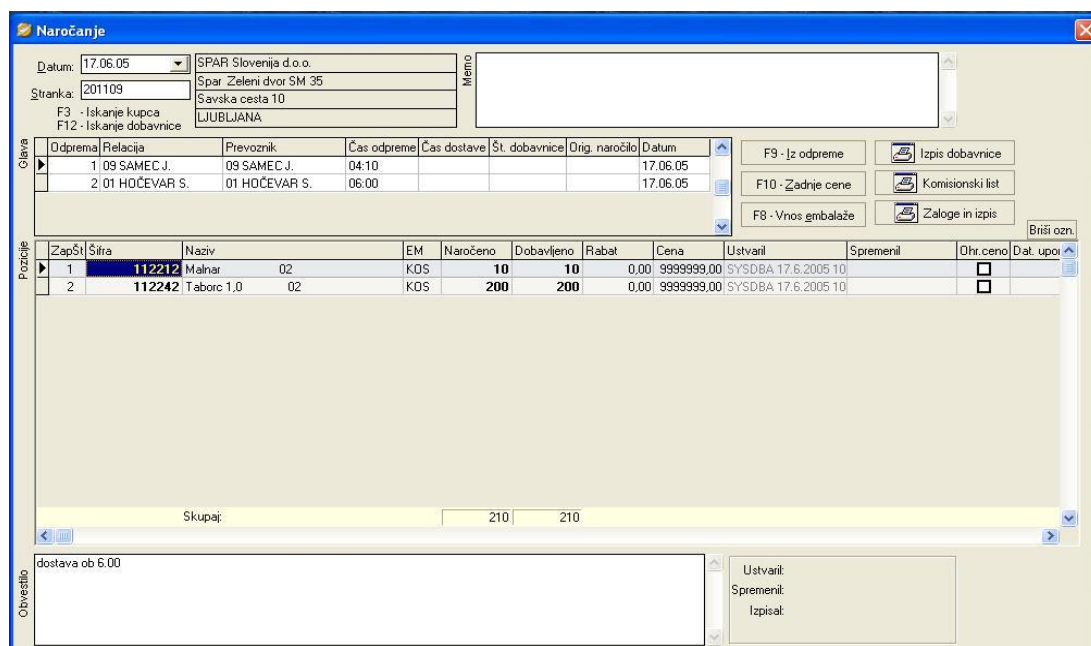 Naročanje
Datum: 17.06.05 SPAR Slovenija d.o.o.
Spar Zeleni dvor SM 35
Stranka: 201109 Savska cesta 10
F3 - Iskanje kupca LJUBLJANA
F12 - Iskanje dobavnice
Memo
Glava
Odprema Relacija Prevoznik Čas odpreme Čas dostave Št. dobavnice Orig. naročilo Datum
1 09 SAMEC J. 09 SAMEC J. 04:10 17.06.05
2 01 HOČEVAR S. 01 HOČEVAR S. 06:00 17.06.05
F9 - Iz odpreme Izpis dobavnice
F10 - Zadnje cene Komisionski list
F8 - Vnos embalaže Zaloge in izpis
Briši ozn.
Pozicije
ZapŠt Šifra Naziv EM Naročeno Dobavljeno Rabat Cena Ustvaril Spremenil Ohr.ceno Dat. upor
1 112212 Malnar 02 KOS 10 10 0,00 9999999,00 SYSDBA 17.6.2005 10
2 112242 Taborc 1,0 02 KOS 200 200 0,00 9999999,00 SYSDBA 17.6.2005 10
Skupaj: 210 210
Obvestilo
dostava ob 6.00
Ustvaril:
Spremenil:
Izpisal: